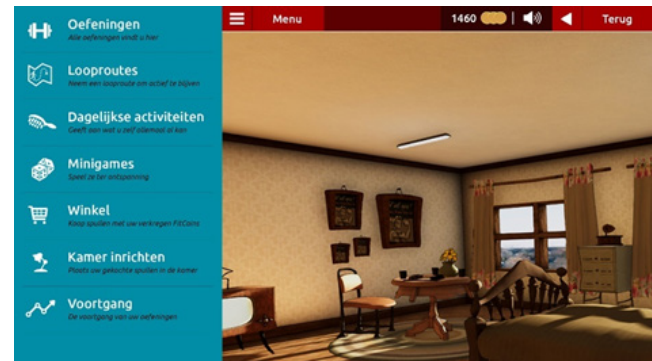 Oefeningen
Alle oefeningen vindt u hier
Looproutes
Neem een looproute om actief te blijven
Dagelijkse activiteiten
Geeft aan wat u zelf allemaal al kan
Minigames
Speel ze ter ontspanning
Winkel
Koop spullen met uw verkregen FitCoins
Kamer inrichten
Plaats uw gekochte spullen in de kamer
Voortgang
De voortgang van uw oefeningen
Menu
1460
Terug